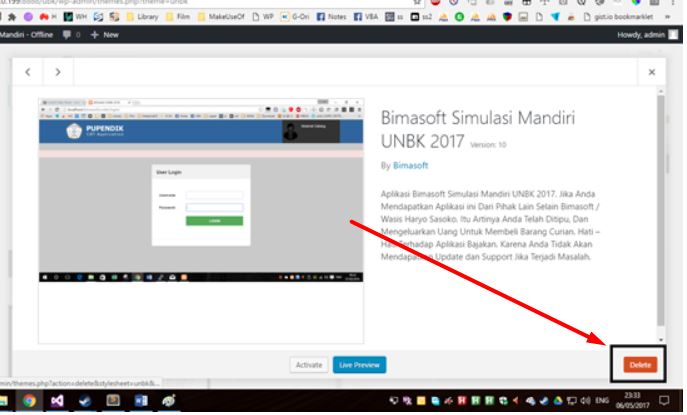 0.199:8888/ubk/wp-admin/themes.php?theme=unbk
WH
Library
Film
MakeUseOf
WP
G-Ori
Notes
VBA
ss
ss2
gist.io bookmarklet
Mandiri - Offline
0
New
Howdy, admin
PUPENDIK
User Login
Username
Password
LOGIN
Bimasoft Simulasi Mandiri
UNBK 2017 Version: 10
By Bimasoft
Aplikasi Bimasoft Simulasi Mandiri UNBK 2017. Jika Anda
Mendapatkan Aplikasi ini Dari Pihak Lain Selain Bimasoft /
Wasis Haryo Sasoko. Itu Artinya Anda Telah Ditipu, Dan
Mengeluarkan Uang Untuk Membeli Barang Curian. Hati –
Hati Terhadap Aplikasi Bajakan. Karena Anda Tidak Akan
Mendapatkan Update dan Support Jika Terjadi Masalah.
Activate
Live Preview
Delete
min/themes.php?action=delete&stylesheet=unbk&...
ENG
23:33
06/05/2017